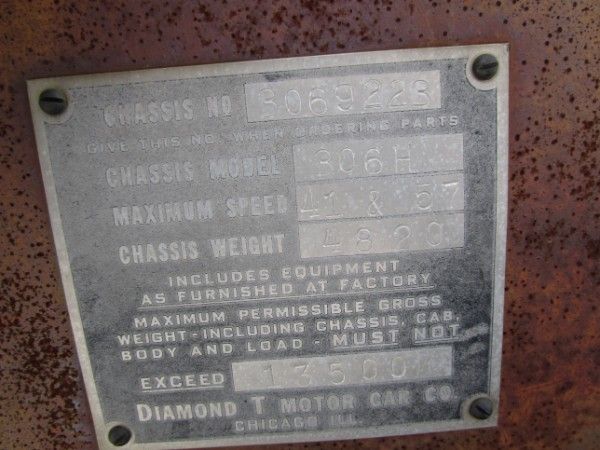 CHASSIS NO 3069223
GIVE THIS NO. WHEN ORDERING PARTS
CHASSIS MODEL 306H
MAXIMUM SPEED 41 & 57
CHASSIS WEIGHT 4820
INCLUDES EQUIPMENT
AS FURNISHED AT FACTORY
MAXIMUM PERMISSIBLE GROSS
WEIGHT-INCLUDING CHASSIS, CAB,
BODY AND LOAD - MUST NOT
EXCEED 13500
DIAMOND T MOTOR CAR CO.
CHICAGO ILL.